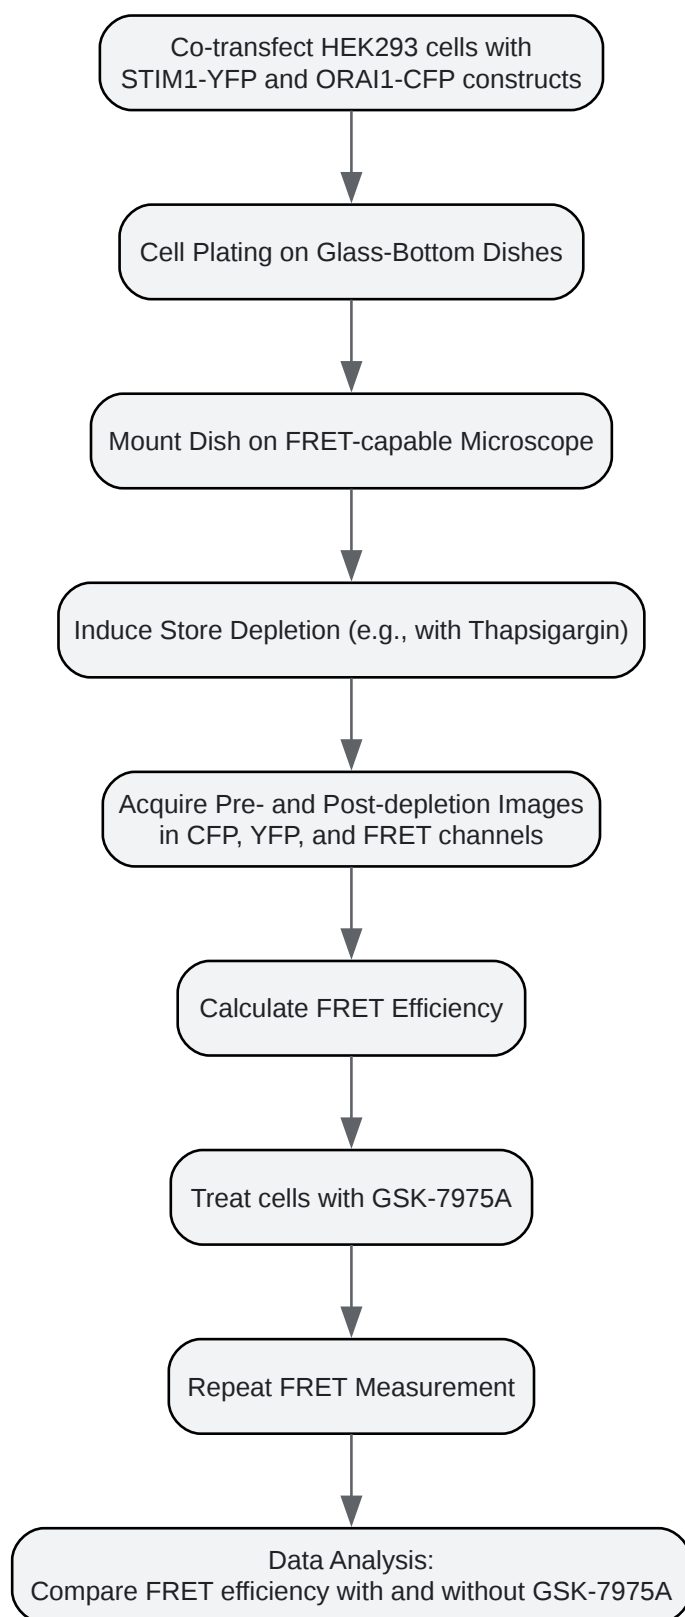 Co-transfect HEK293 cells with
STIM1-YFP and ORAI1-CFP constructs
Cell Plating on Glass-Bottom Dishes
Mount Dish on FRET-capable Microscope
Induce Store Depletion (e.g., with Thapsigargin)
Acquire Pre- and Post-depletion Images
in CFP, YFP, and FRET channels
Calculate FRET Efficiency
Treat cells with GSK-7975A
Repeat FRET Measurement
Data Analysis:
Compare FRET efficiency with and without GSK-7975A